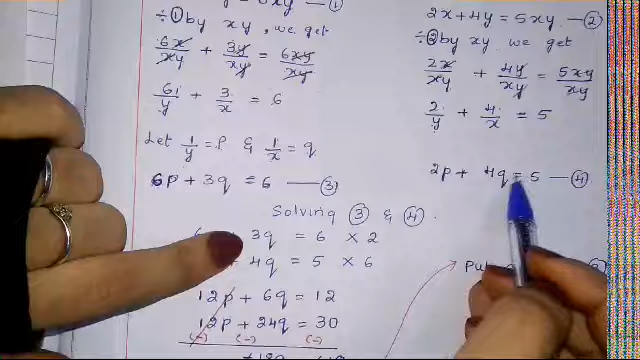 ÷① by xy, we get
6x/xy + 3y/xy = 6xy/xy
6/y + 3/x = 6
Let 1/y = p & 1/x = q
6p + 3q = 6 — ③
Solving ③ & ④.
3q = 6 × 2
4q = 5 × 6
12p + 6q = 12
12p + 24q = 30
(-) (-) (-)
2x + 4y = 5xy — ②
÷② by xy we get
2x/xy + 4y/xy = 5xy/xy
2/y + 4/x = 5
2p + 4q = 5 — ④